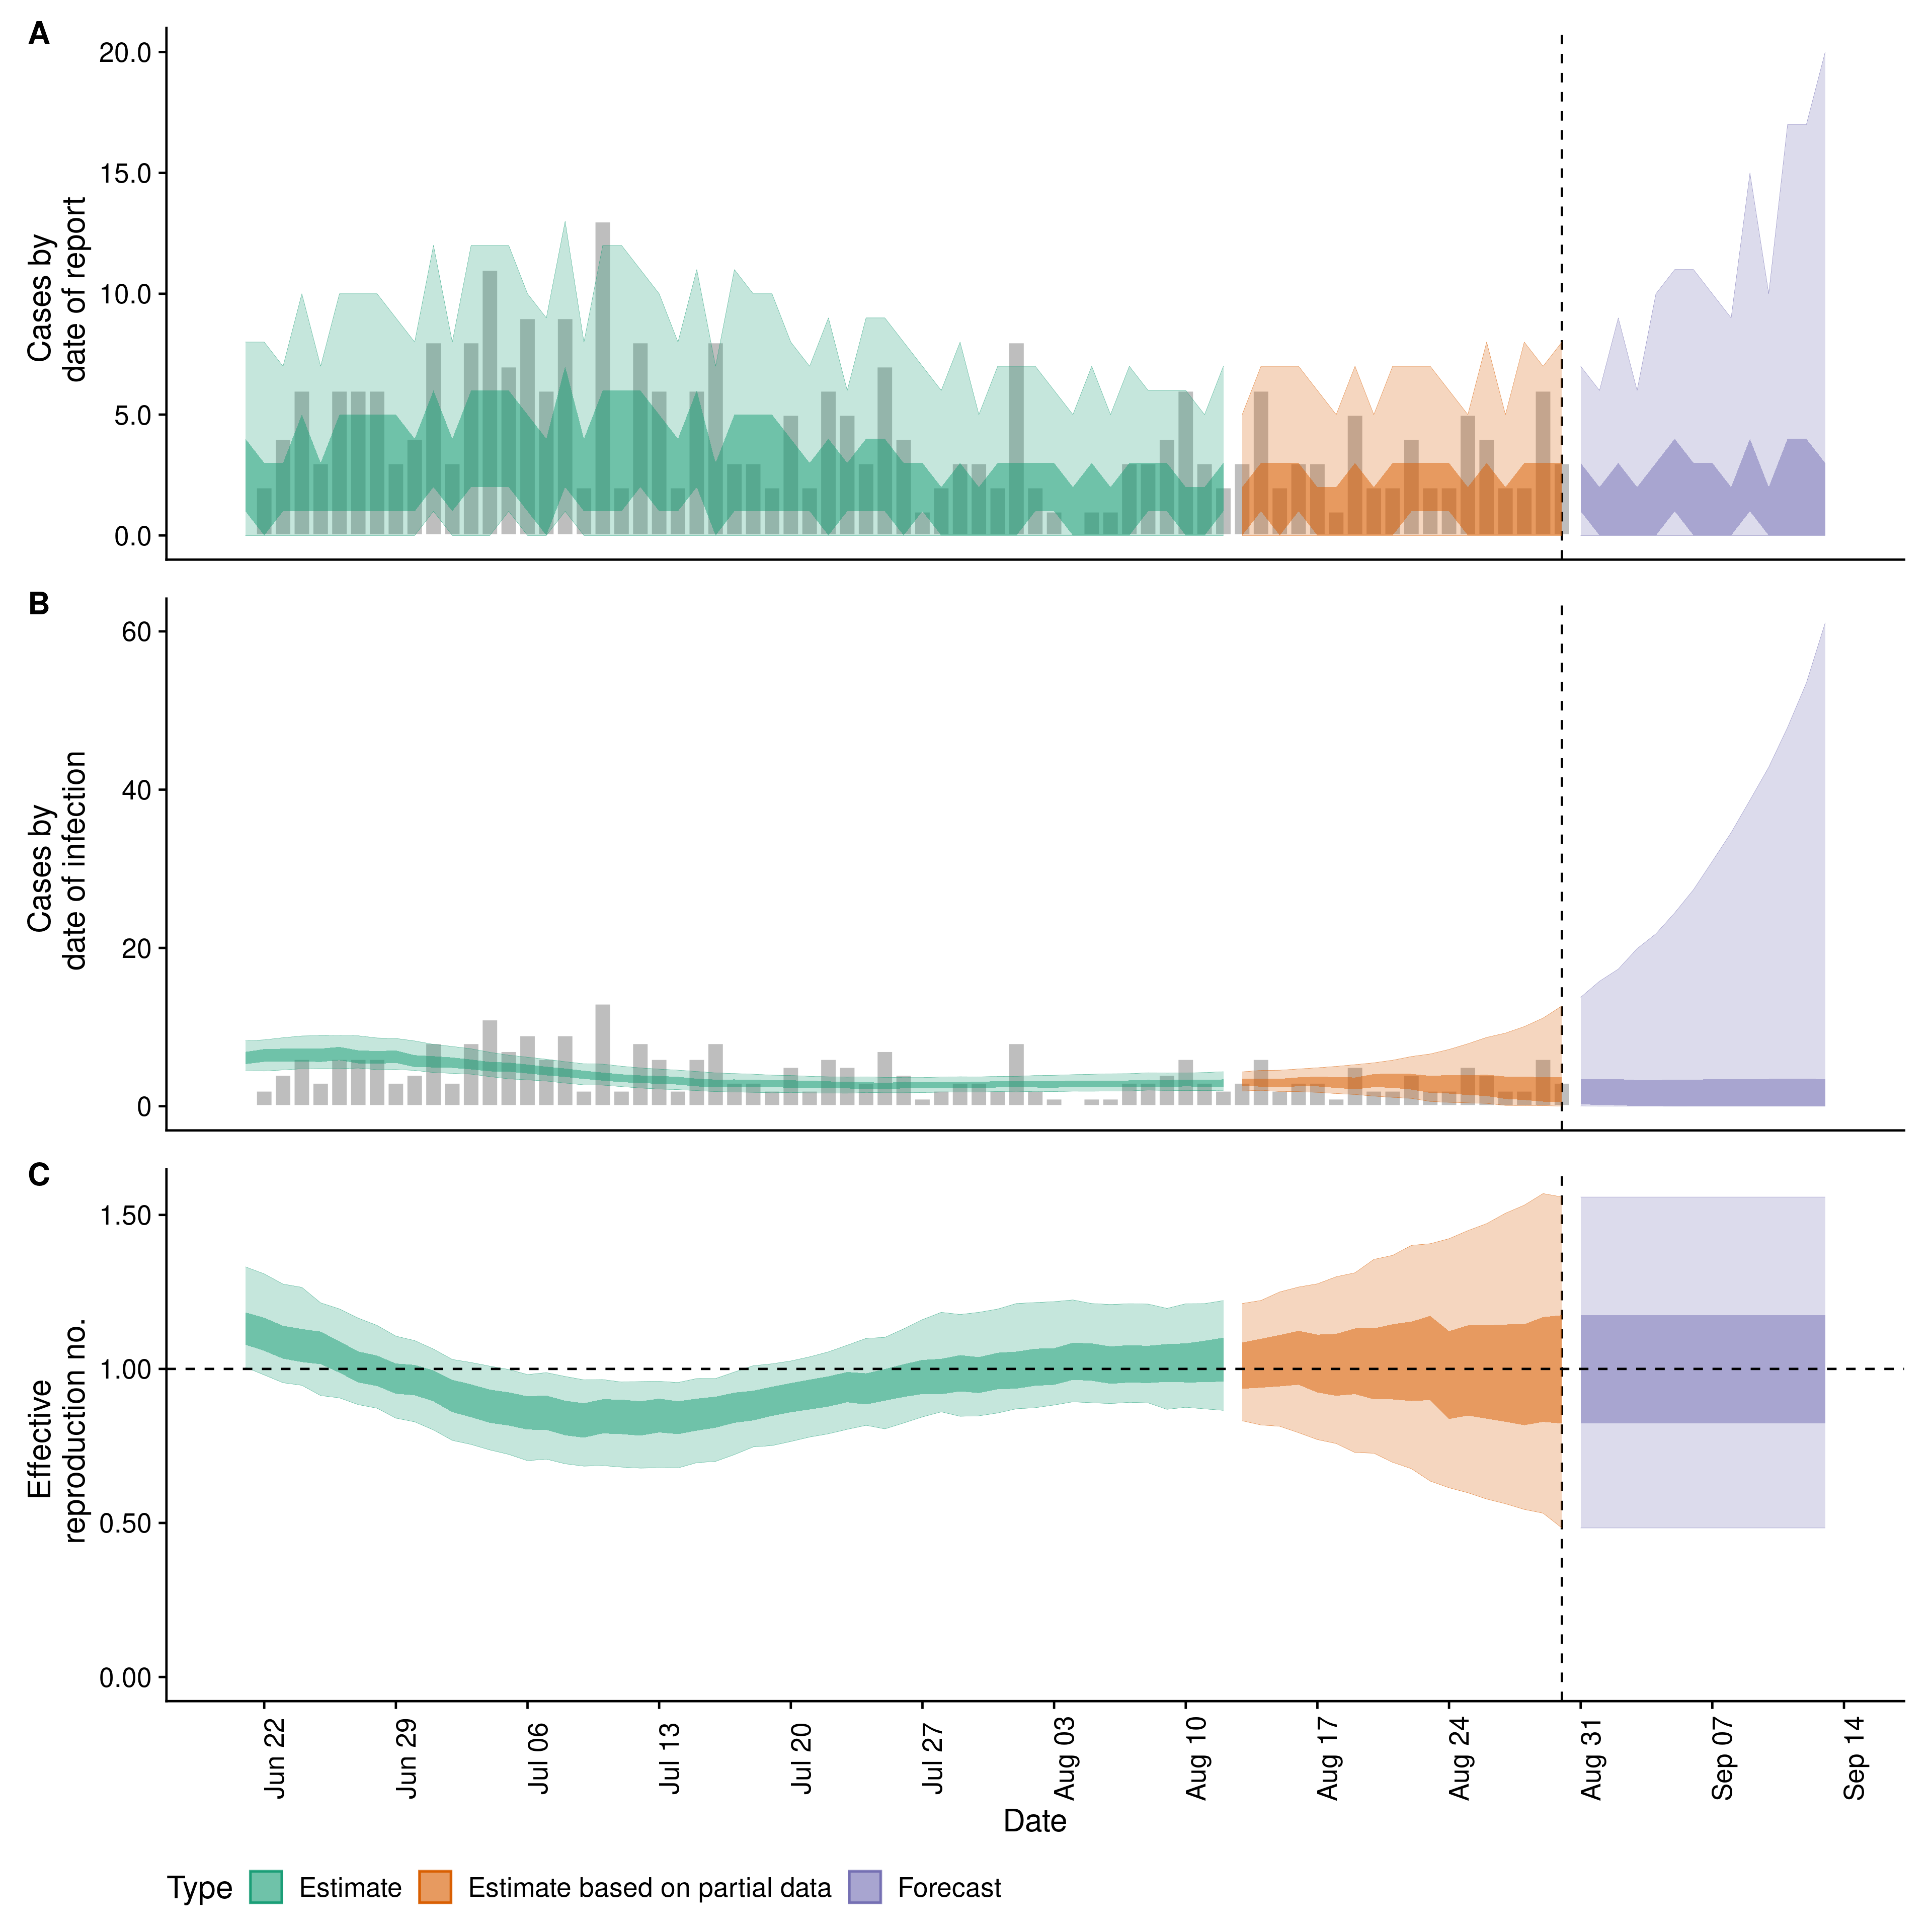 A
20.0
15.0
10.0
5.0
0.0
Cases by
date of report
B
60
40
20
0
Cases by
date of infection
C
1.50
1.00
0.50
0.00
Effective
reproduction no.
Jun 22
Jun 29
Jul 06
Jul 13
Jul 20
Jul 27
Aug 03
Aug 10
Aug 17
Aug 24
Aug 31
Sep 07
Sep 14
Date
Type Estimate Estimate based on partial data Forecast